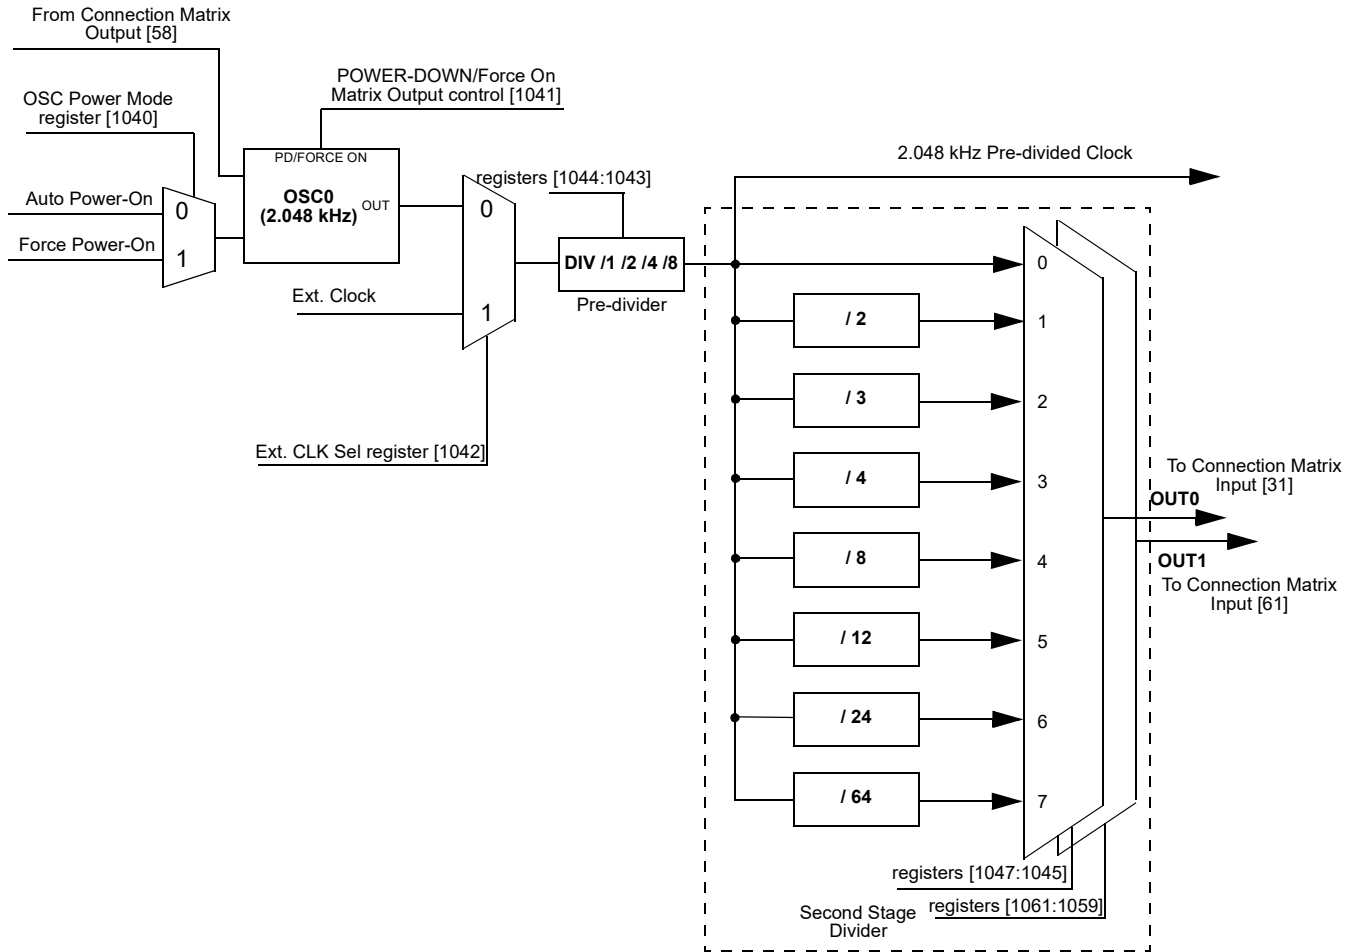 From Connection Matrix
Output [58]
POWER-DOWN/Force On
Matrix Output control [1041]
OSC Power Mode
register [1040]
PD/FORCE ON
OSC0
(2.048 kHz)
OUT
Auto Power-On
Force Power-On
0
1
registers [1044:1043]
0
1
Ext. Clock
DIV /1 /2 /4 /8
Pre-divider
Ext. CLK Sel register [1042]
2.048 kHz Pre-divided Clock
0
/ 2
1
/ 3
2
/ 4
3
/ 8
4
/ 12
5
/ 24
6
/ 64
7
To Connection Matrix
Input [31]
OUT0
OUT1
To Connection Matrix
Input [61]
registers [1047:1045]
registers [1061:1059]
Second Stage
Divider